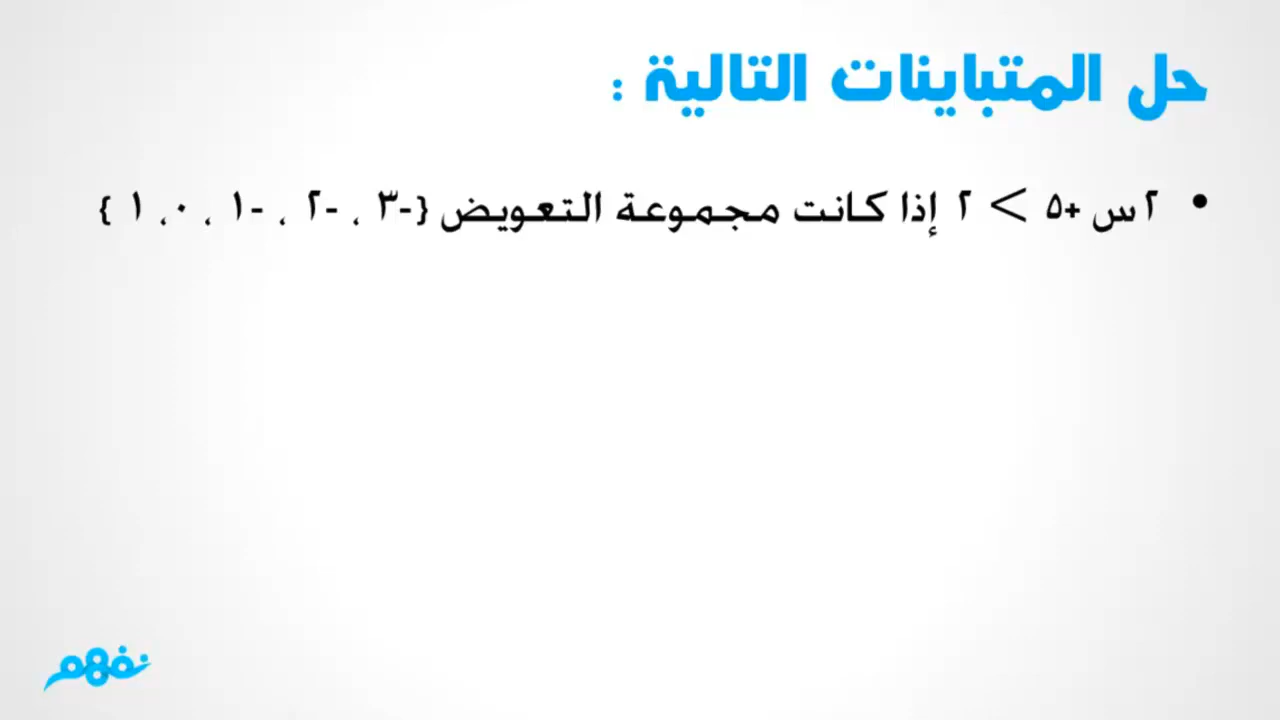 حل المتباينات التالية :
• ٢س +٥ > ٢ إذا كانت مجموعة التعويض {-٣ ، -٢ ، -١ ، ٠، ١ }
نفهم